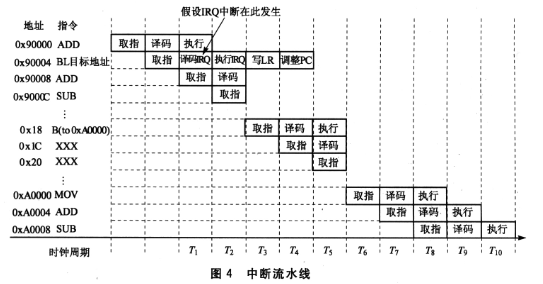 假设IRQ中断在此发生
地址 指令
0x90000 ADD 取指 译码 执行
0x90004 BL目标地址 取指 译码IRQ 执行IRQ 写LR 调整PC
0x90008 ADD 取指 译码
0x9000C SUB 取指
⋮
0x18 B(to 0xA0000) 取指 译码 执行
0x1C XXX 取指 译码
0x20 XXX 取指
⋮
0xA0000 MOV 取指 译码 执行
0xA0004 ADD 取指 译码 执行
0xA0008 SUB 取指 译码 执行
时钟周期 T1 T2 T3 T4 T5 T6 T7 T8 T9 T10
图 4 中断流水线